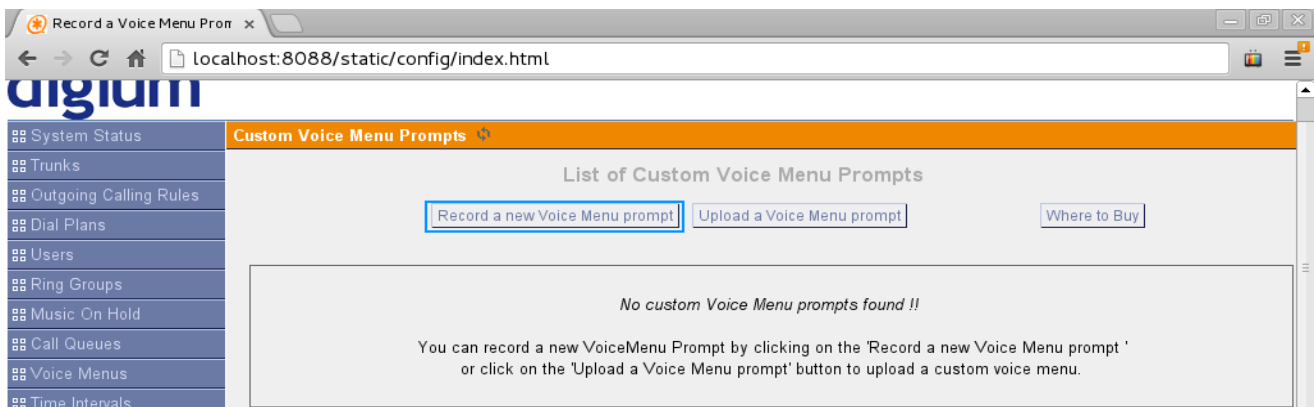 Record a Voice Menu Pron
localhost:8088/static/config/index.html
digium
System Status
Trunks
Outgoing Calling Rules
Dial Plans
Users
Ring Groups
Music On Hold
Call Queues
Voice Menus
Time Intervals
Custom Voice Menu Prompts
List of Custom Voice Menu Prompts
Record a new Voice Menu prompt
Upload a Voice Menu prompt
Where to Buy
No custom Voice Menu prompts found !!
You can record a new VoiceMenu Prompt by clicking on the 'Record a new Voice Menu prompt '
or click on the 'Upload a Voice Menu prompt' button to upload a custom voice menu.